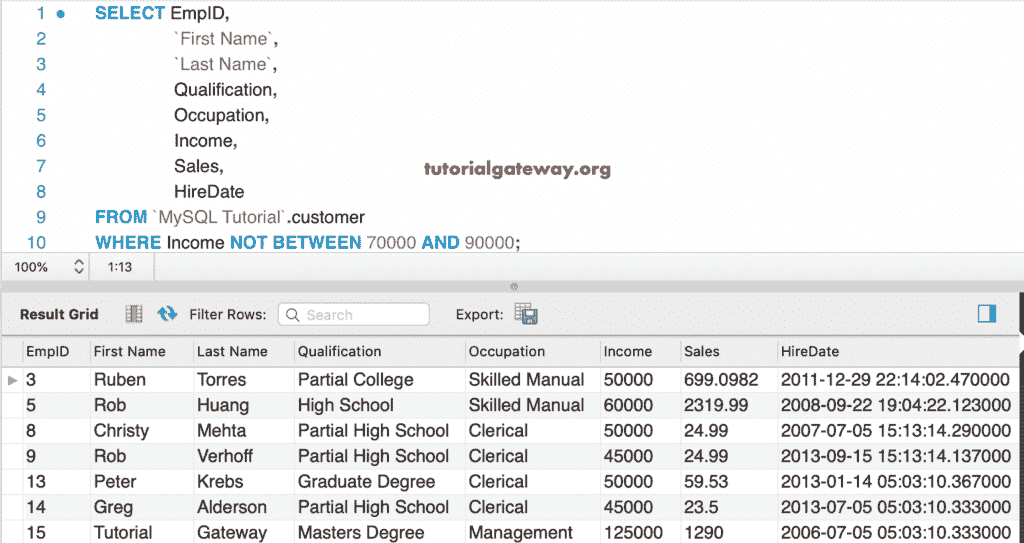 1 SELECT EmpID,
2 `First Name`,
3 `Last Name`,
4 Qualification,
5 Occupation,
6 Income,
7 Sales,
8 HireDate
9 FROM `MySQL Tutorial`.customer
10 WHERE Income NOT BETWEEN 70000 AND 90000;
tutorialgateway.org
100% 1:13
Result Grid Filter Rows: Search Export:
EmpID First Name Last Name Qualification Occupation Income Sales HireDate
3 Ruben Torres Partial College Skilled Manual 50000 699.0982 2011-12-29 22:14:02.470000
5 Rob Huang High School Skilled Manual 60000 2319.99 2008-09-22 19:04:22.123000
8 Christy Mehta Partial High School Clerical 50000 24.99 2007-07-05 15:13:14.290000
9 Rob Verhoff Partial High School Clerical 45000 24.99 2013-09-15 15:13:14.137000
13 Peter Krebs Graduate Degree Clerical 50000 59.53 2013-01-14 05:03:10.367000
14 Greg Alderson Partial High School Clerical 45000 23.5 2013-07-05 05:03:10.333000
15 Tutorial Gateway Masters Degree Management 125000 1290 2006-07-05 05:03:10.333000